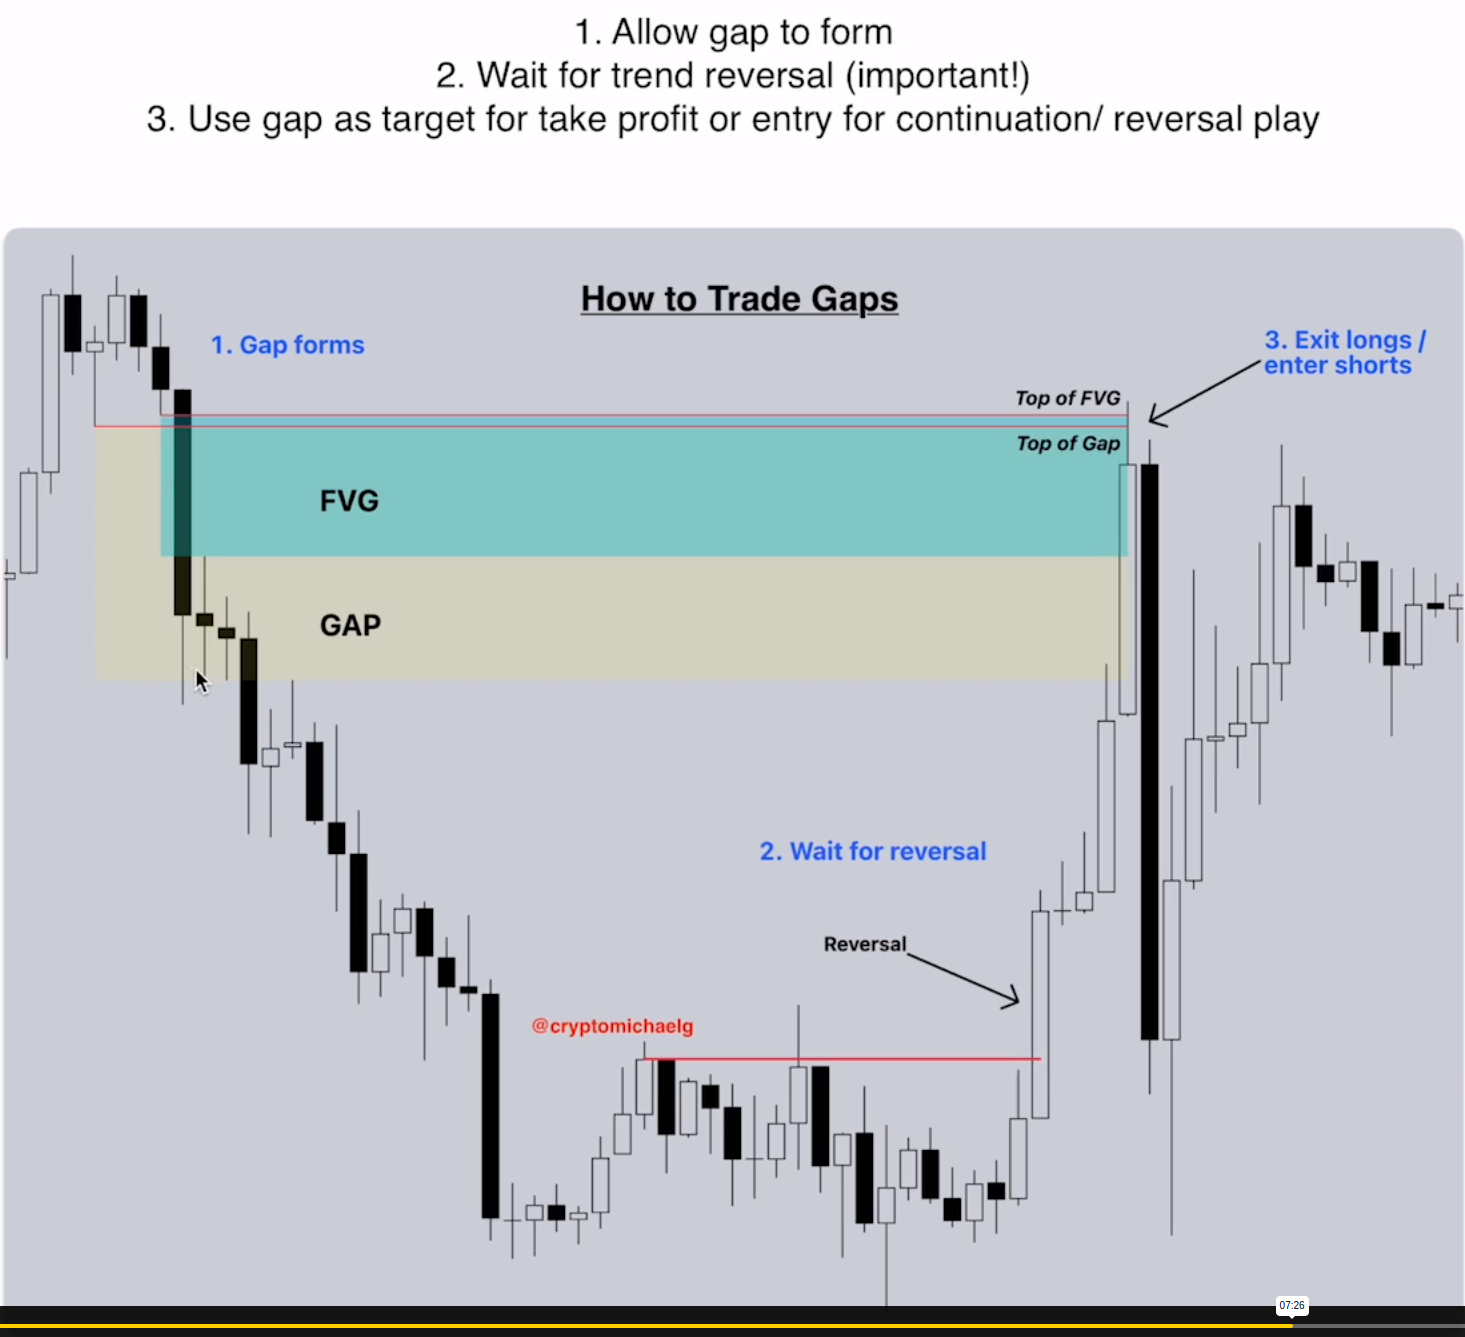 1. Allow gap to form
2. Wait for trend reversal (important!)
3. Use gap as target for take profit or entry for continuation/ reversal play
How to Trade Gaps
1. Gap forms
3. Exit longs /
enter shorts
Top of FVG
Top of Gap
FVG
GAP
2. Wait for reversal
Reversal
@cryptomichaelg
07:26